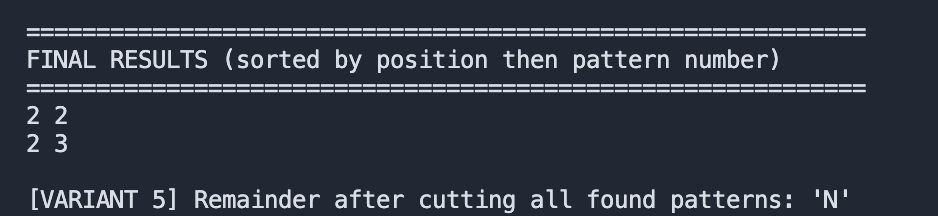 ============================================================
FINAL RESULTS (sorted by position then pattern number)
============================================================
2 2
2 3
[VARIANT 5] Remainder after cutting all found patterns: 'N'